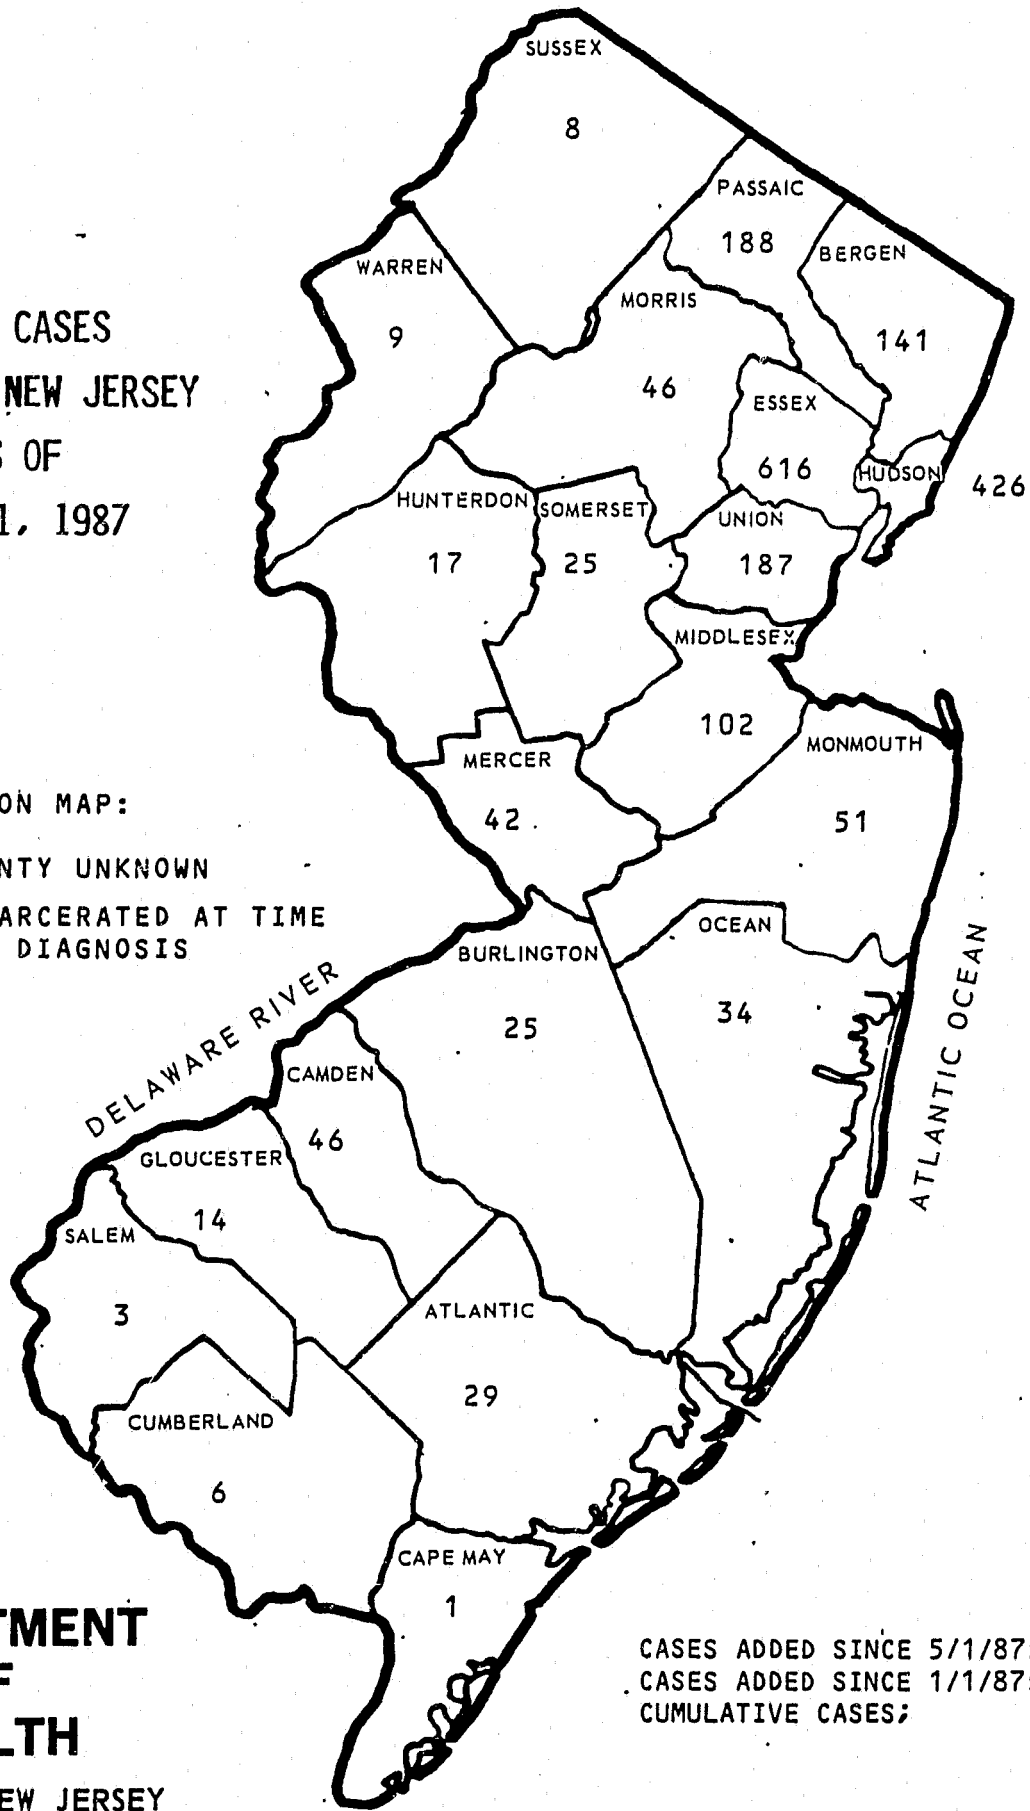 SUSSEX
8
PASSAIC
188
BERGEN
141
WARREN
9
MORRIS
46
CASES
NEW JERSEY
OF
1, 1987
ESSEX
616
HUDSON
426
HUNTERDON
17
SOMERSET
25
UNION
187
MIDDLESEX
102
MERCER
42
MONMOUTH
51
ON MAP:
NTY UNKNOWN
ARCERATED AT TIME
DIAGNOSIS
BURLINGTON
25
OCEAN
34
DELAWARE RIVER
ATLANTIC OCEAN
CAMDEN
46
GLOUCESTER
14
SALEM
3
ATLANTIC
29
CUMBERLAND
6
CAPE MAY
1
TMENT
F
LTH
EW JERSEY
CASES ADDED SINCE 5/1/87:
CASES ADDED SINCE 1/1/87:
CUMULATIVE CASES;